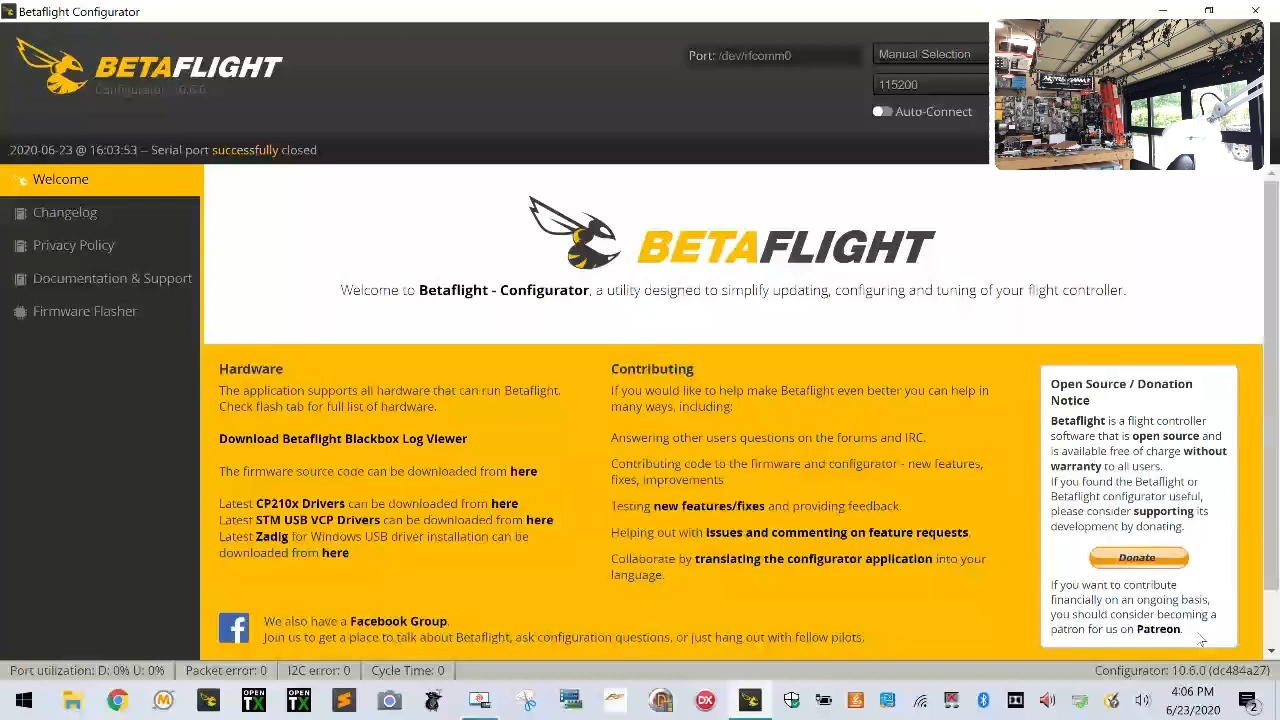 Betaflight Configurator
BETAFLIGHT
Configurator 10.6.0
Port: /dev/rfcomm0
Manual Selection
115200
Auto-Connect
2020-06-23 @ 16:03:53 -- Serial port successfully closed
Welcome
Changelog
Privacy Policy
Documentation & Support
Firmware Flasher
BETAFLIGHT
Welcome to Betaflight - Configurator, a utility designed to simplify updating, configuring and tuning of your flight controller.
Hardware
The application supports all hardware that can run Betaflight.
Check flash tab for full list of hardware.
Download Betaflight Blackbox Log Viewer
The firmware source code can be downloaded from here
Latest CP210x Drivers can be downloaded from here
Latest STM USB VCP Drivers can be downloaded from here
Latest Zadig for Windows USB driver installation can be
downloaded from here
We also have a Facebook Group.
Join us to get a place to talk about Betaflight, ask configuration questions, or just hang out with fellow pilots.
Contributing
If you would like to help make Betaflight even better you can help in
many ways, including:
Answering other users questions on the forums and IRC.
Contributing code to the firmware and configurator - new features,
fixes, improvements
Testing new features/fixes and providing feedback.
Helping out with issues and commenting on feature requests.
Collaborate by translating the configurator application into your
language.
Open Source / Donation
Notice
Betaflight is a flight controller
software that is open source and
is available free of charge without
warranty to all users.
If you found the Betaflight or
Betaflight configurator useful,
please consider supporting its
development by donating.
Donate
If you want to contribute
financially on an ongoing basis,
you should consider becoming a
patron for us on Patreon.
Port utilization: D: 0% U: 0%
Packet error: 0
I2C error: 0
Cycle Time: 0
Configurator: 10.6.0 (dc484a27)
OPEN
TX
OPEN
TX
DX
4:06 PM
6/23/2020
2